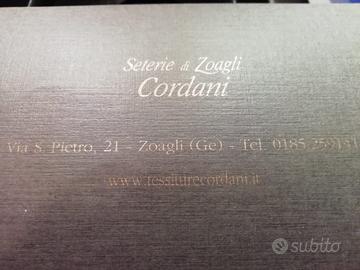 Seterie di Zoagli
Cordani
Via S. Pietro, 21 - Zoagli (Ge) - Tel. 0185
www.tessiturecordani.it
subito